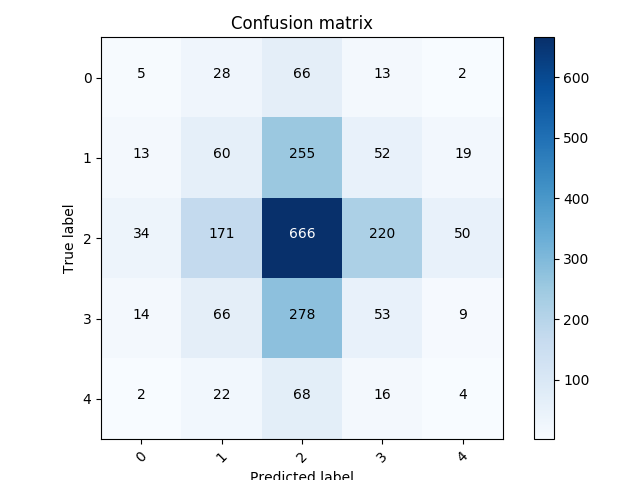 Confusion matrix
0 5 28 66 13 2
1 13 60 255 52 19
2 34 171 666 220 50
3 14 66 278 53 9
4 2 22 68 16 4
0 1 2 3 4
True label
Predicted label
600
500
400
300
200
100